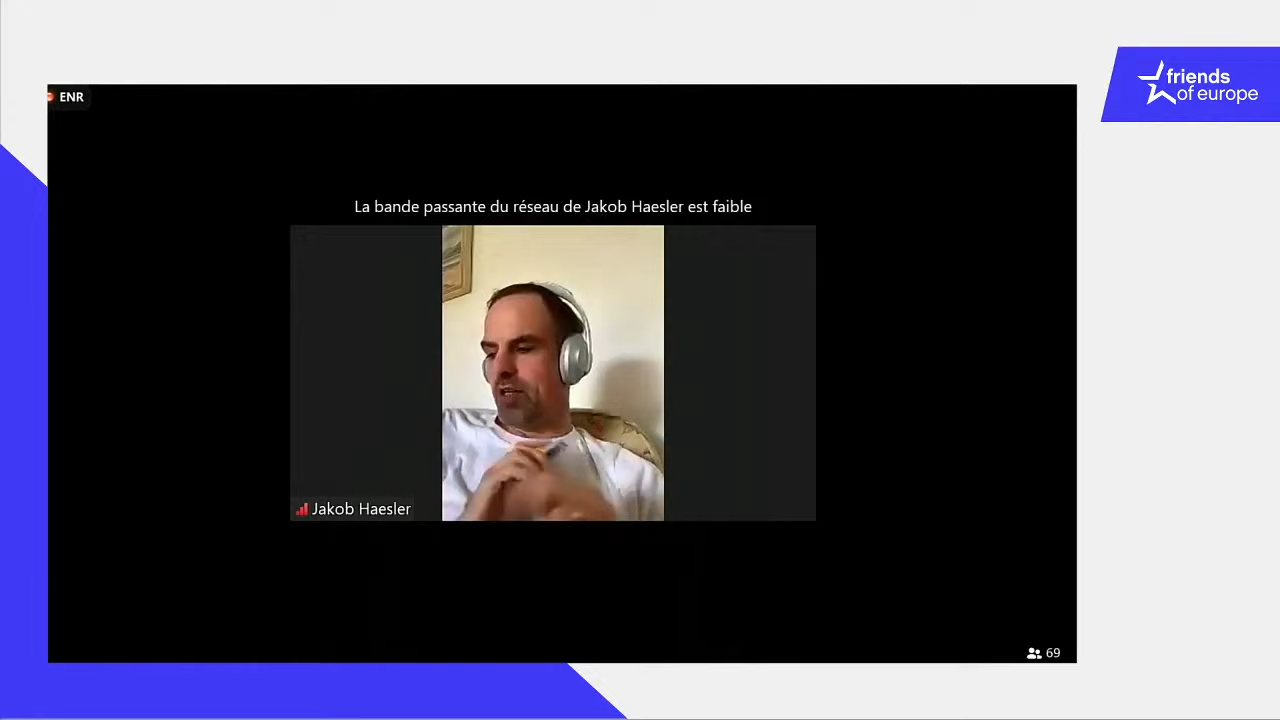 friends
of europe
ENR
La bande passante du réseau de Jakob Haesler est faible
Jakob Haesler
69